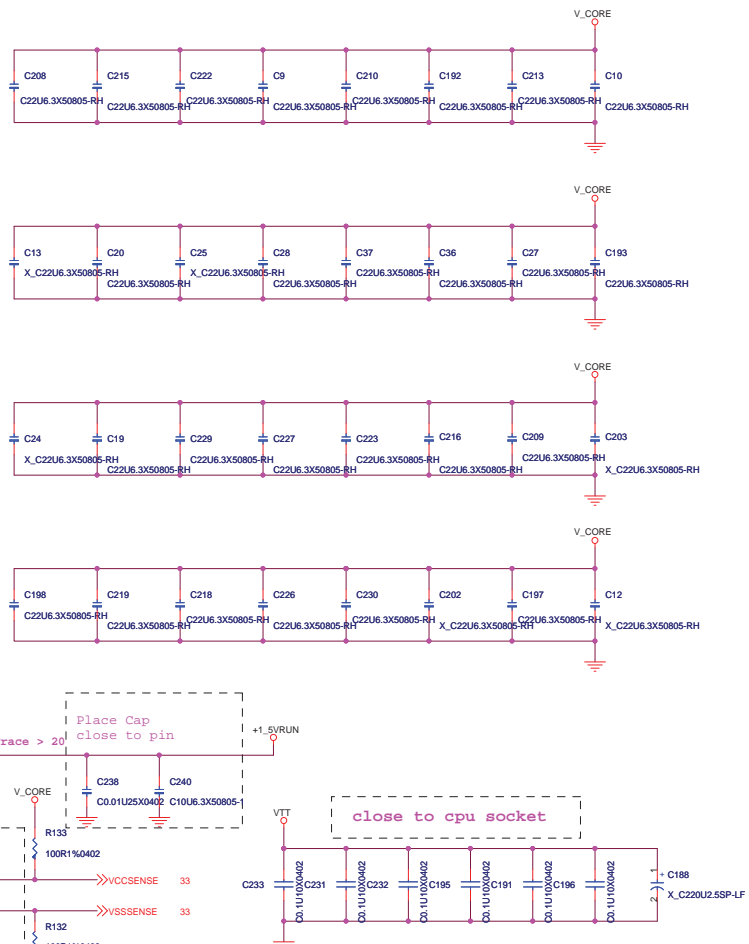 V_CORE
C208 C215 C222 C9 C210 C192 C213 C10
C22U6.3X50805-RH C22U6.3X50805-RH C22U6.3X50805-RH C22U6.3X50805-RH C22U6.3X50805-RH C22U6.3X50805-RH C22U6.3X50805-RH C22U6.3X50805-RH
V_CORE
C13 C20 C25 C28 C37 C36 C27 C193
X_C22U6.3X50805-RH C22U6.3X50805-RH X_C22U6.3X50805-RH C22U6.3X50805-RH C22U6.3X50805-RH C22U6.3X50805-RH C22U6.3X50805-RH C22U6.3X50805-RH
V_CORE
C24 C19 C229 C227 C223 C216 C209 C203
X_C22U6.3X50805-RH C22U6.3X50805-RH C22U6.3X50805-RH C22U6.3X50805-RH C22U6.3X50805-RH C22U6.3X50805-RH C22U6.3X50805-RH X_C22U6.3X50805-RH
V_CORE
C198 C219 C218 C226 C230 C202 C197 C12
C22U6.3X50805-RH C22U6.3X50805-RH C22U6.3X50805-RH C22U6.3X50805-RH C22U6.3X50805-RH X_C22U6.3X50805-RH C22U6.3X50805-RH X_C22U6.3X50805-RH
Place Cap
close to pin
race > 20
+1_5VRUN
C238 C240
C0.01U25X0402 C10U6.3X50805-
V_CORE
R133
100R1%0402
VCCSENSE 33
VSSSENSE 33
R132
VTT
close to cpu socket
C233 C231 C232 C195 C191 C196
C0.1U10X0402 C0.1U10X0402 C0.1U10X0402 C0.1U10X0402 C0.1U10X0402 C0.1U10X0402
1
+ C188
2
X_C220U2.5SP-LF